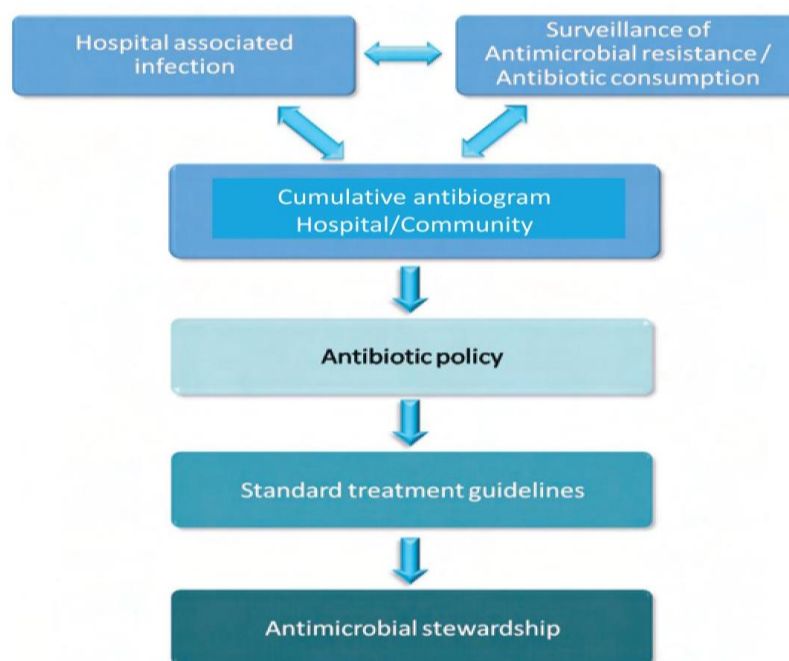 Hospital associated
infection
Surveillance of
Antimicrobial resistance /
Antibiotic consumption
Cumulative antibiogram
Hospital/Community
Antibiotic policy
Standard treatment guidelines
Antimicrobial stewardship